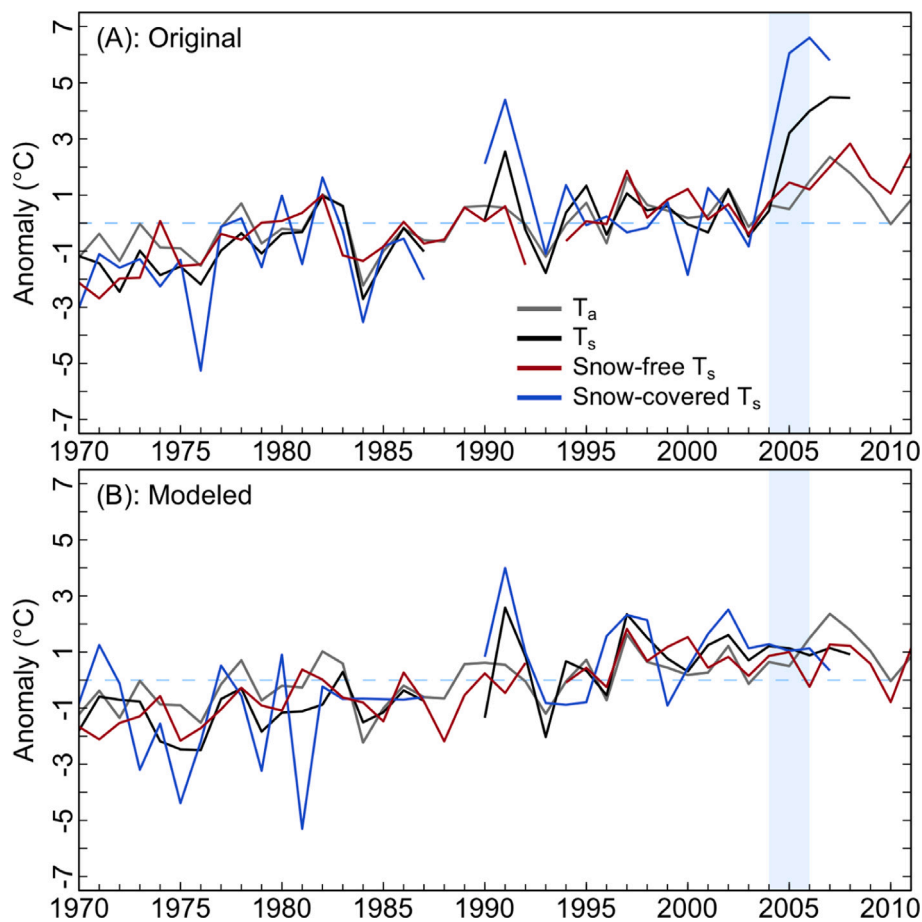 (A): Original
7
5
3
1
-1
-3
-5
-7
Anomaly (°C)
Ta
Ts
Snow-free Ts
Snow-covered Ts
1970 1975 1980 1985 1990 1995 2000 2005 2010
(B): Modeled
7
5
3
1
-1
-3
-5
-7
Anomaly (°C)
1970 1975 1980 1985 1990 1995 2000 2005 2010